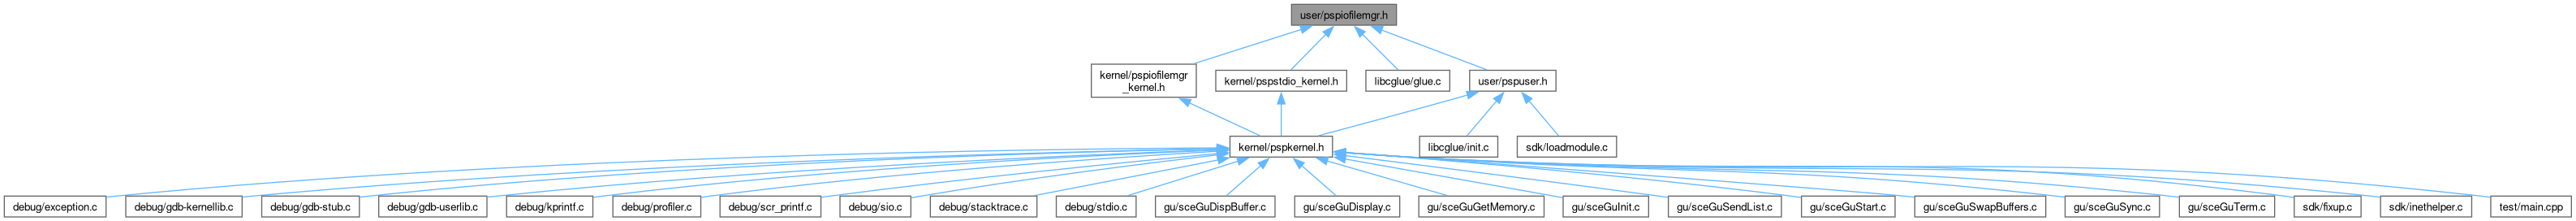 user/pspiofilemgr.h
kernel/pspiofilemgr
_kernel.h
kernel/pspstdio_kernel.h
libcglue/glue.c
user/pspuser.h
kernel/pspkernel.h
libcglue/init.c
sdk/loadmodule.c
debug/exception.c
debug/gdb-kernellib.c
debug/gdb-stub.c
debug/gdb-userlib.c
debug/kprintf.c
debug/profiler.c
debug/scr_printf.c
debug/sio.c
debug/stacktrace.c
debug/stdio.c
gu/sceGuDispBuffer.c
gu/sceGuDisplay.c
gu/sceGuGetMemory.c
gu/sceGuInit.c
gu/sceGuSendList.c
gu/sceGuStart.c
gu/sceGuSwapBuffers.c
gu/sceGuSync.c
gu/sceGuTerm.c
sdk/fixup.c
sdk/inethelper.c
test/main.cpp